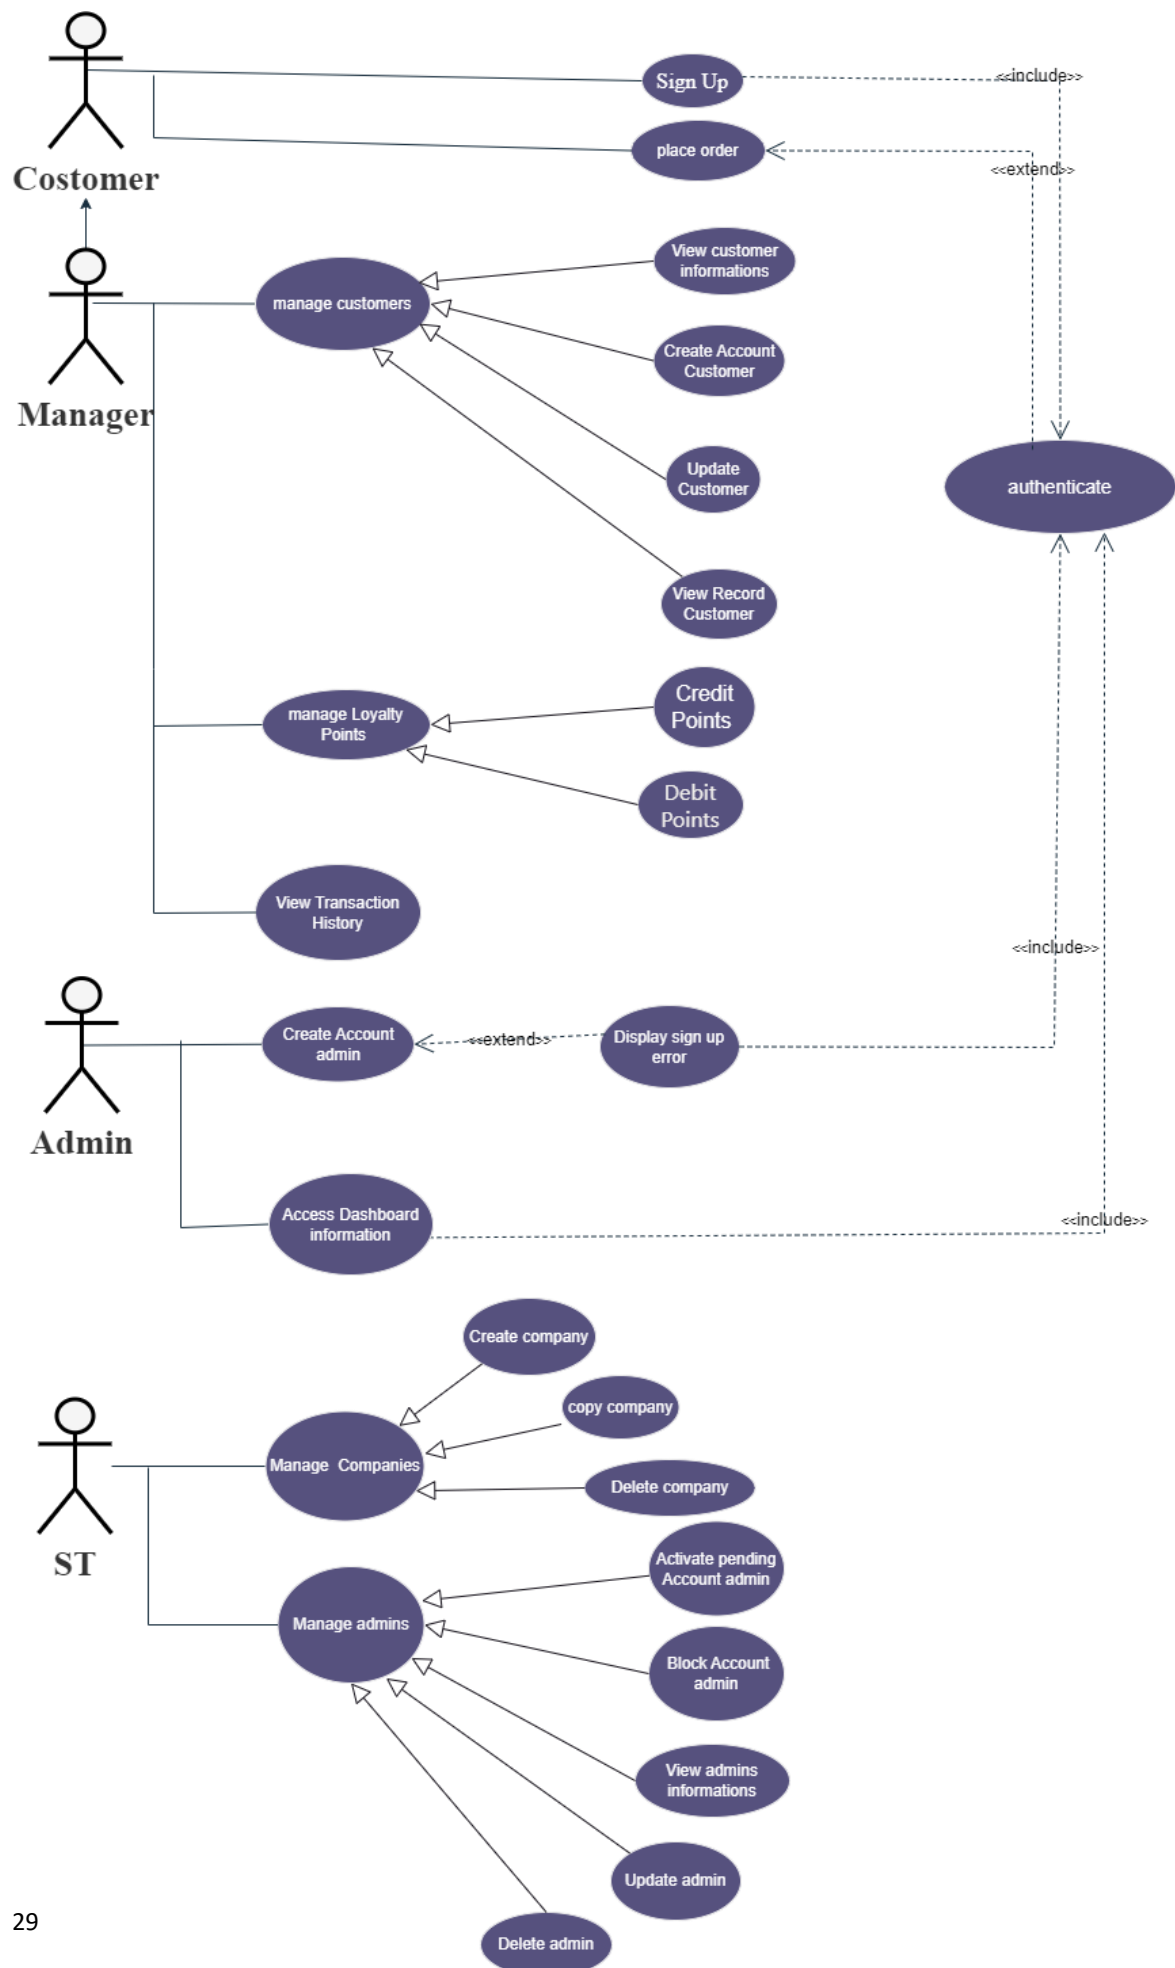 Sign Up
<<include>>
place order
<<extend>>
Costomer
View customer
informations
manage customers
Create Account
Customer
Manager
Update
Customer
authenticate
View Record
Customer
Credit
Points
manage Loyalty
Points
Debit
Points
View Transaction
History
<<include>>
Create Account
admin
<<extend>>
Display sign up
error
Admin
Access Dashboard
information
<<include>>
Create company
copy company
Manage  Companies
Delete company
ST
Activate pending
Account admin
Manage admins
Block Account
admin
View admins
informations
Update admin
29
Delete admin